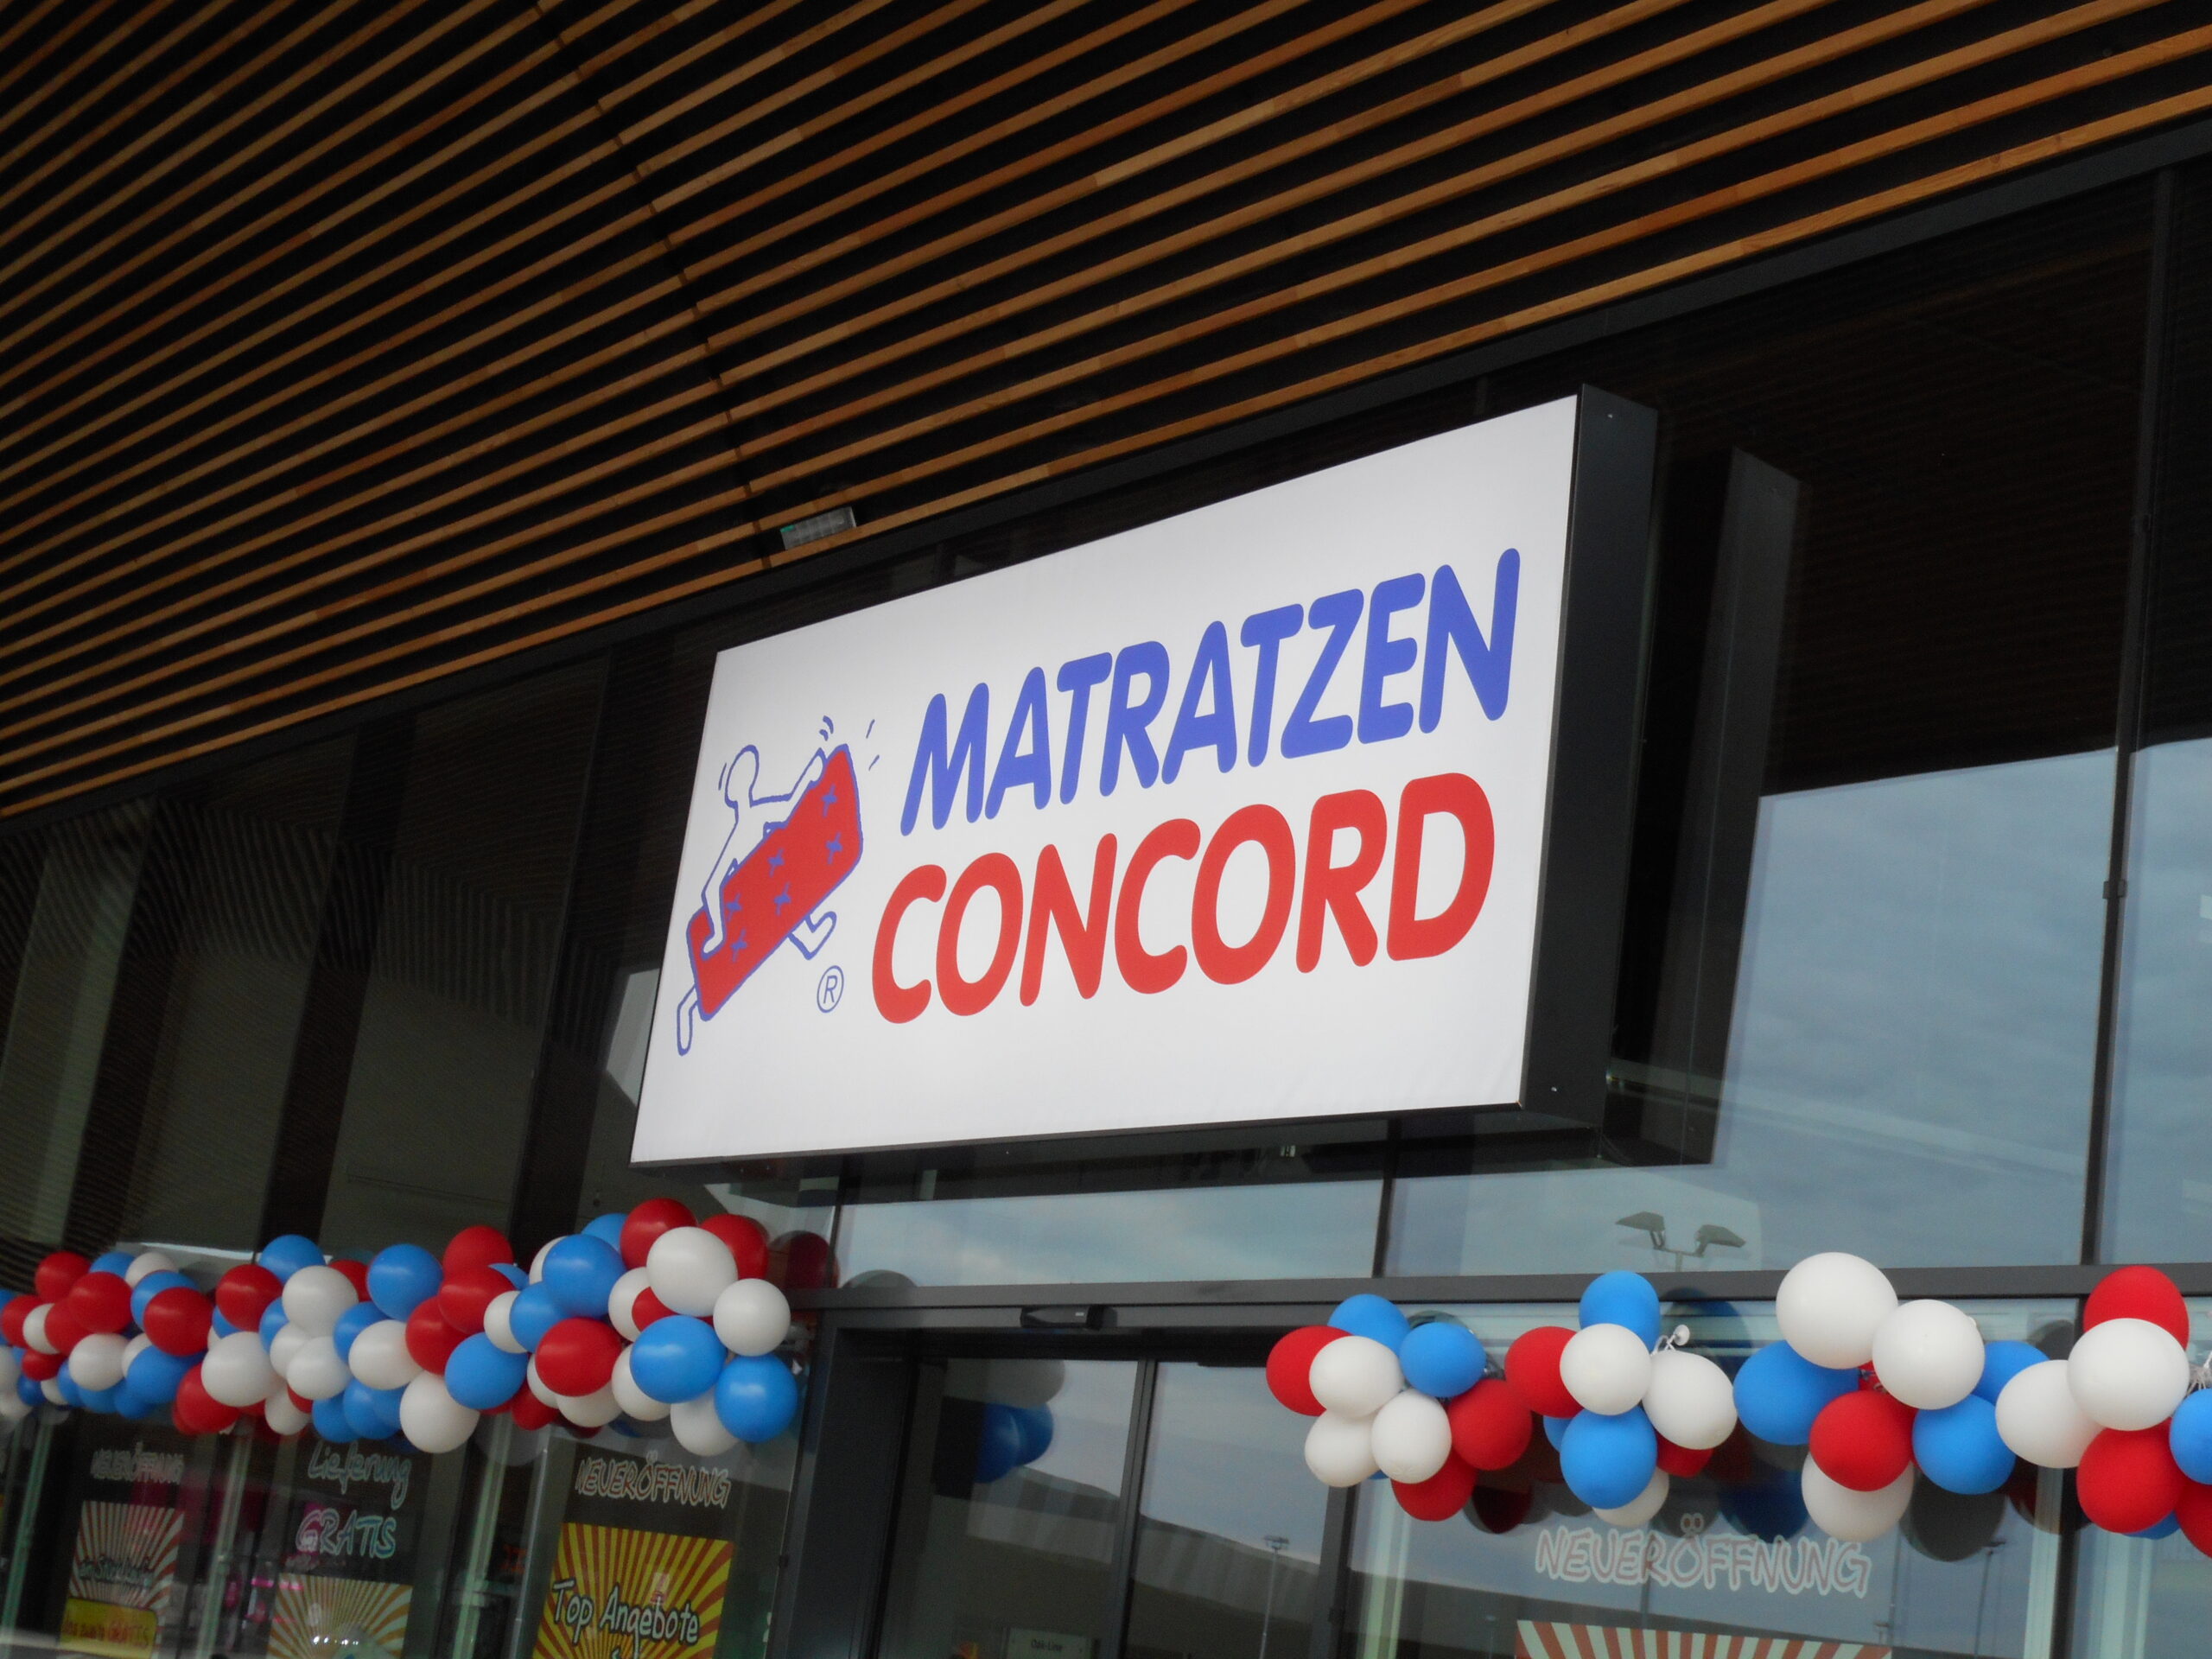 MATRATZEN
CONCORD
®
NEUERÖFFNUNG
Lieferung
GRATIS
NEUERÖFFNUNG
Top Angebote
NEUERÖFFNUNG